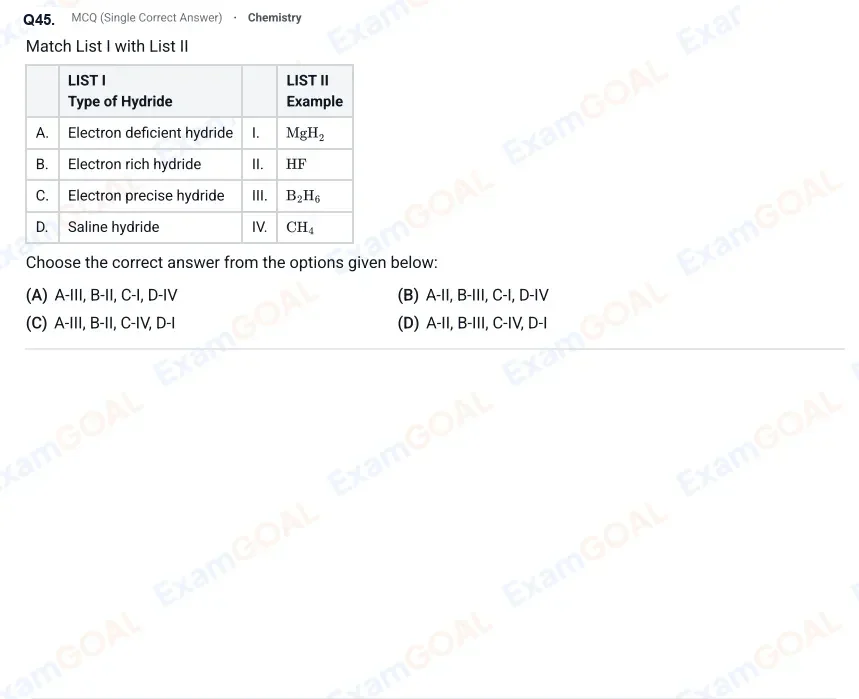 Q45. MCQ (Single Correct Answer) · Chemistry
Match List I with List II
LIST I
Type of Hydride
LIST II
Example
A. Electron deficient hydride I. MgH₂
B. Electron rich hydride II. HF
C. Electron precise hydride III. B₂H₆
D. Saline hydride IV. CH₄
Choose the correct answer from the options given below:
(A) A-III, B-II, C-I, D-IV (B) A-II, B-III, C-I, D-IV
(C) A-III, B-II, C-IV, D-I (D) A-II, B-III, C-IV, D-I
ExamGOAL